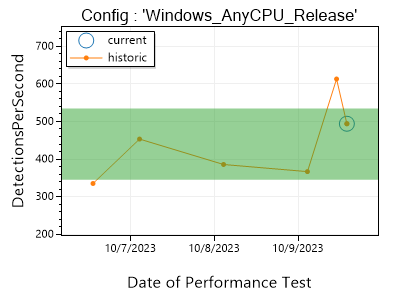 Config : 'Windows_AnyCPU_Release'
current
historic
DetectionsPerSecond
700
600
500
400
300
200
10/7/2023 10/8/2023 10/9/2023
Date of Performance Test